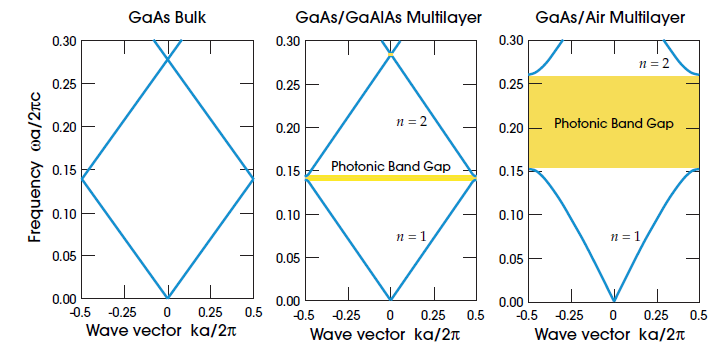 GaAs Bulk
GaAs/GaAlAs Multilayer
GaAs/Air Multilayer
Frequency ωa/2πc
0.30
0.25
0.20
0.15
0.10
0.05
0.00
-0.5 -0.25 0 0.25 0.5
Wave vector ka/2π
0.30
0.25
0.20
0.15
0.10
0.05
0.00
n = 2
Photonic Band Gap
n = 1
-0.5 -0.25 0 0.25 0.5
Wave vector ka/2π
0.30
0.25
0.20
0.15
0.10
0.05
0.00
n = 2
Photonic Band Gap
n = 1
-0.5 -0.25 0 0.25 0.5
Wave vector ka/2π